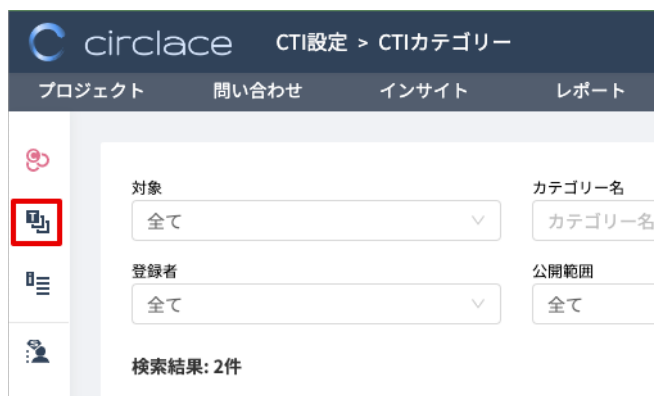 circlace CTI設定 > CTIカテゴリー
プロジェクト 問い合わせ インサイト レポート
対象 カテゴリー名
全て カテゴリー名
登録者 公開範囲
全て 全て
検索結果: 2件